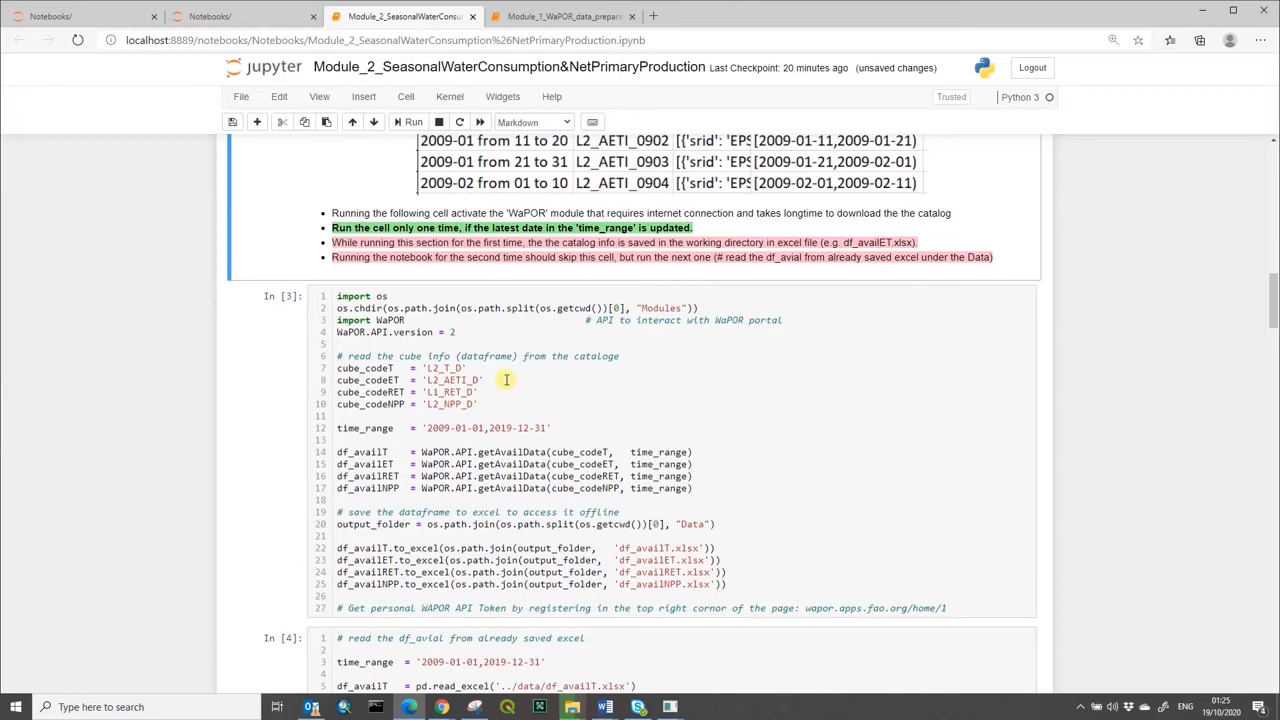 Notebooks/
Notebooks/
Module_2_SeasonalWaterConsum
Module_1_WaPOR_data_prepara
localhost:8889/notebooks/Notebooks/Module_2_SeasonalWaterConsumption%26NetPrimaryProduction.ipynb
jupyter Module_2_SeasonalWaterConsumption&NetPrimaryProduction Last Checkpoint: 20 minutes ago (unsaved changes) Logout
File Edit View Insert Cell Kernel Widgets Help Trusted Python 3
Run Markdown
2009-01 from 11 to 20 L2_AETI_0902 [{'srid': 'EPS [2009-01-11,2009-01-21)
2009-01 from 21 to 31 L2_AETI_0903 [{'srid': 'EPS [2009-01-21,2009-02-01)
2009-02 from 01 to 10 L2_AETI_0904 [{'srid': 'EPS [2009-02-01,2009-02-11)
• Running the following cell activate the 'WaPOR' module that requires internet connection and takes longtime to download the the catalog
• Run the cell only one time, if the latest date in the 'time_range' is updated.
• While running this section for the first time, the the catalog info is saved in the working directory in excel file (e.g. df_availET.xlsx).
• Running the notebook for the second time should skip this cell, but run the next one (# read the df_avial from already saved excel under the Data)
In [3]:
1 import os
2 os.chdir(os.path.join(os.path.split(os.getcwd())[0], "Modules"))
3 import WaPOR # API to interact with WaPOR portal
4 WaPOR.API.version = 2
5
6 # read the cube info (dataframe) from the cataloge
7 cube_codeT = 'L2_T_D'
8 cube_codeET = 'L2_AETI_D'
9 cube_codeRET = 'L1_RET_D'
10 cube_codeNPP = 'L2_NPP_D'
11
12 time_range = '2009-01-01,2019-12-31'
13
14 df_availT = WaPOR.API.getAvailData(cube_codeT, time_range)
15 df_availET = WaPOR.API.getAvailData(cube_codeET, time_range)
16 df_availRET = WaPOR.API.getAvailData(cube_codeRET, time_range)
17 df_availNPP = WaPOR.API.getAvailData(cube_codeNPP, time_range)
18
19 # save the dataframe to excel to access it offline
20 output_folder = os.path.join(os.path.split(os.getcwd())[0], "Data")
21
22 df_availT.to_excel(os.path.join(output_folder, 'df_availT.xlsx'))
23 df_availET.to_excel(os.path.join(output_folder, 'df_availET.xlsx'))
24 df_availRET.to_excel(os.path.join(output_folder, 'df_availRET.xlsx'))
25 df_availNPP.to_excel(os.path.join(output_folder, 'df_availNPP.xlsx'))
26
27 # Get personal WAPOR API Token by registering in the top right cornor of the page: wapor.apps.fao.org/home/1
In [4]:
1 # read the df_avial from already saved excel
2
3 time_range = '2009-01-01,2019-12-31'
4
5 df_availT = pd.read_excel('../data/df_availT.xlsx')
Type here to search
ENG
01:25
19/10/2020